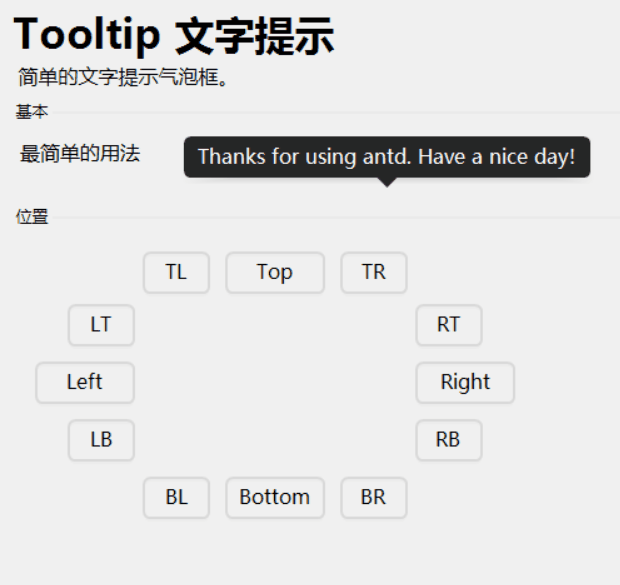 Tooltip 文字提示
简单的文字提示气泡框。
基本
最简单的用法
Thanks for using antd. Have a nice day!
位置
TL Top TR
LT RT
Left Right
LB RB
BL Bottom BR